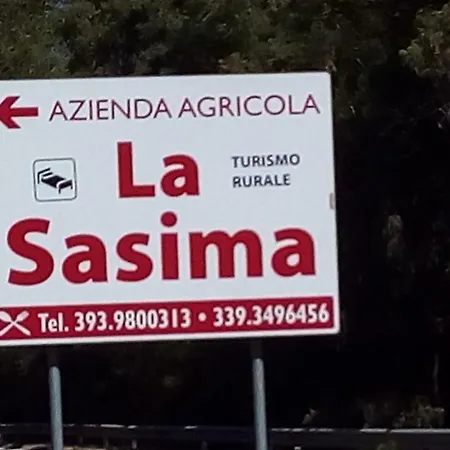 AZIENDA AGRICOLA
La
TURISMO
RURALE
Sasima
Tel. 393.9800313 • 339.3496456